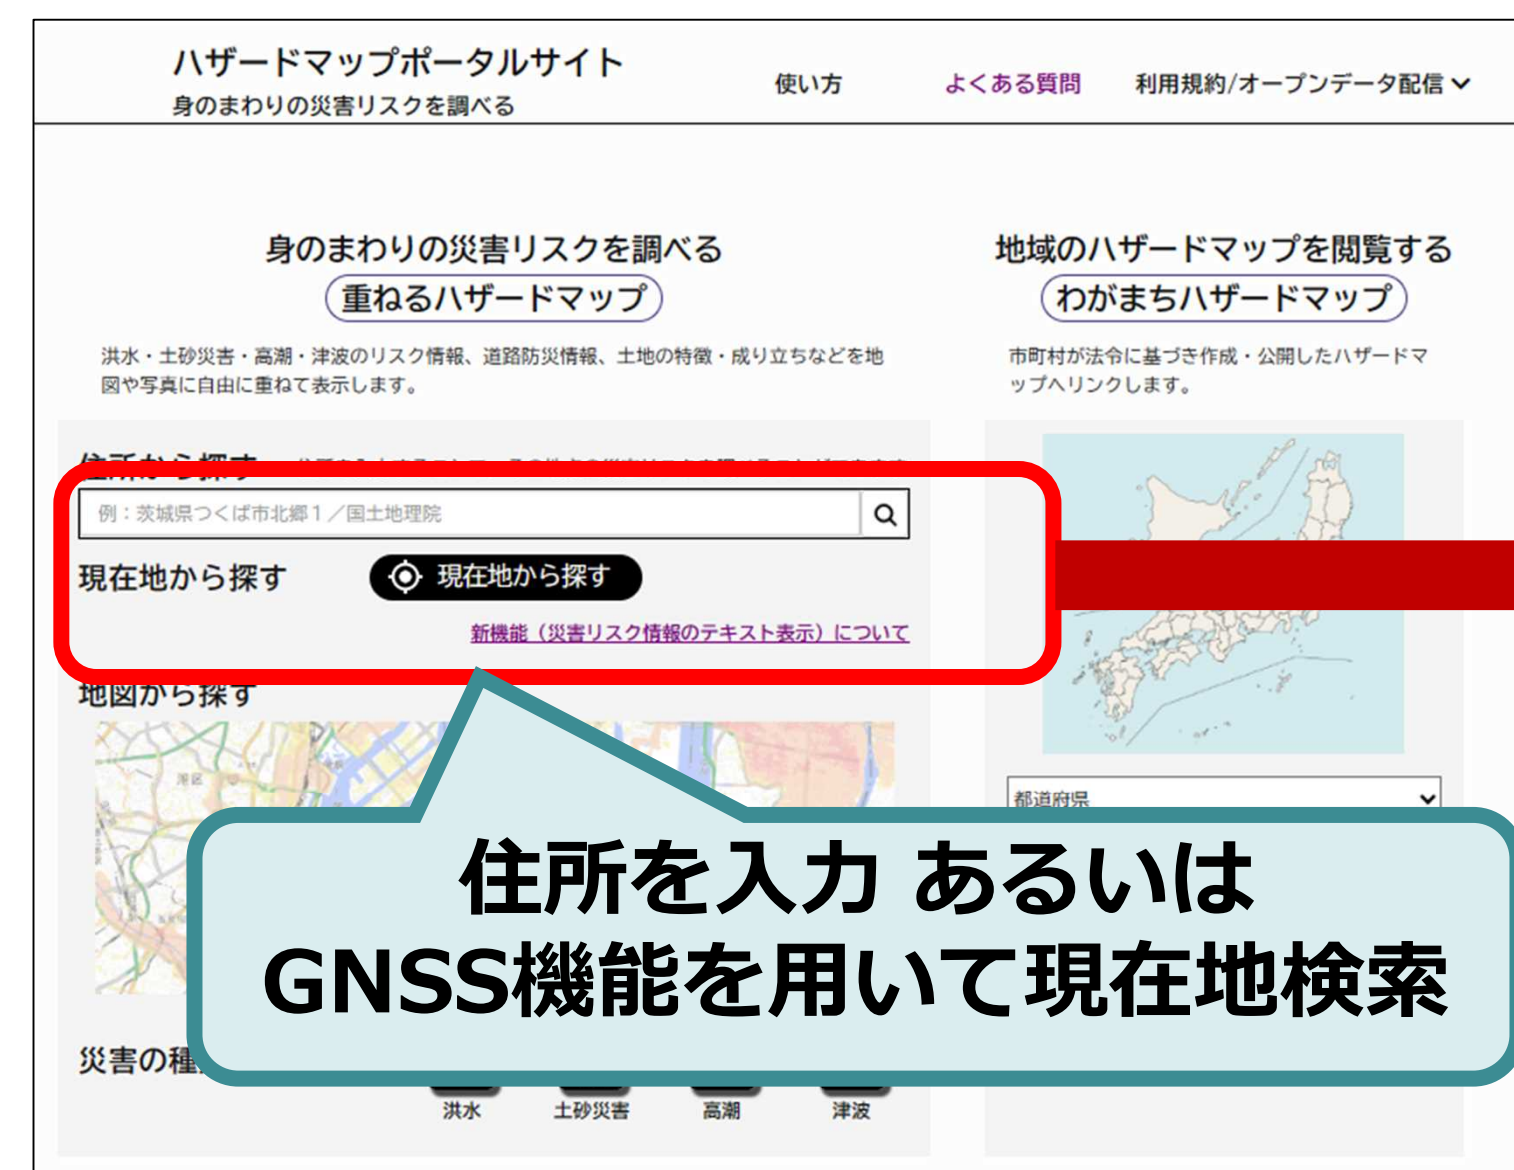 ハザードマップポータルサイト
身のまわりの災害リスクを調べる
使い方
よくある質問
利用規約/オープンデータ配信
身のまわりの災害リスクを調べる
重ねるハザードマップ
洪水・土砂災害・高潮・津波のリスク情報、道路防災情報、土地の特徴・成り立ちなどを地
図や写真に自由に重ねて表示します。
地域のハザードマップを閲覧する
わがまちハザードマップ
市町村が法令に基づき作成・公開したハザードマ
ップへリンクします。
住所から探す
例：茨城県つくば市北郷１／国土地理院
現在地から探す
現在地から探す
新機能（災害リスク情報のテキスト表示）について
地図から探す
都道府県
住所を入力 あるいは
GNSS機能を用いて現在地検索
災害の種
洪水
土砂災害
高潮
津波